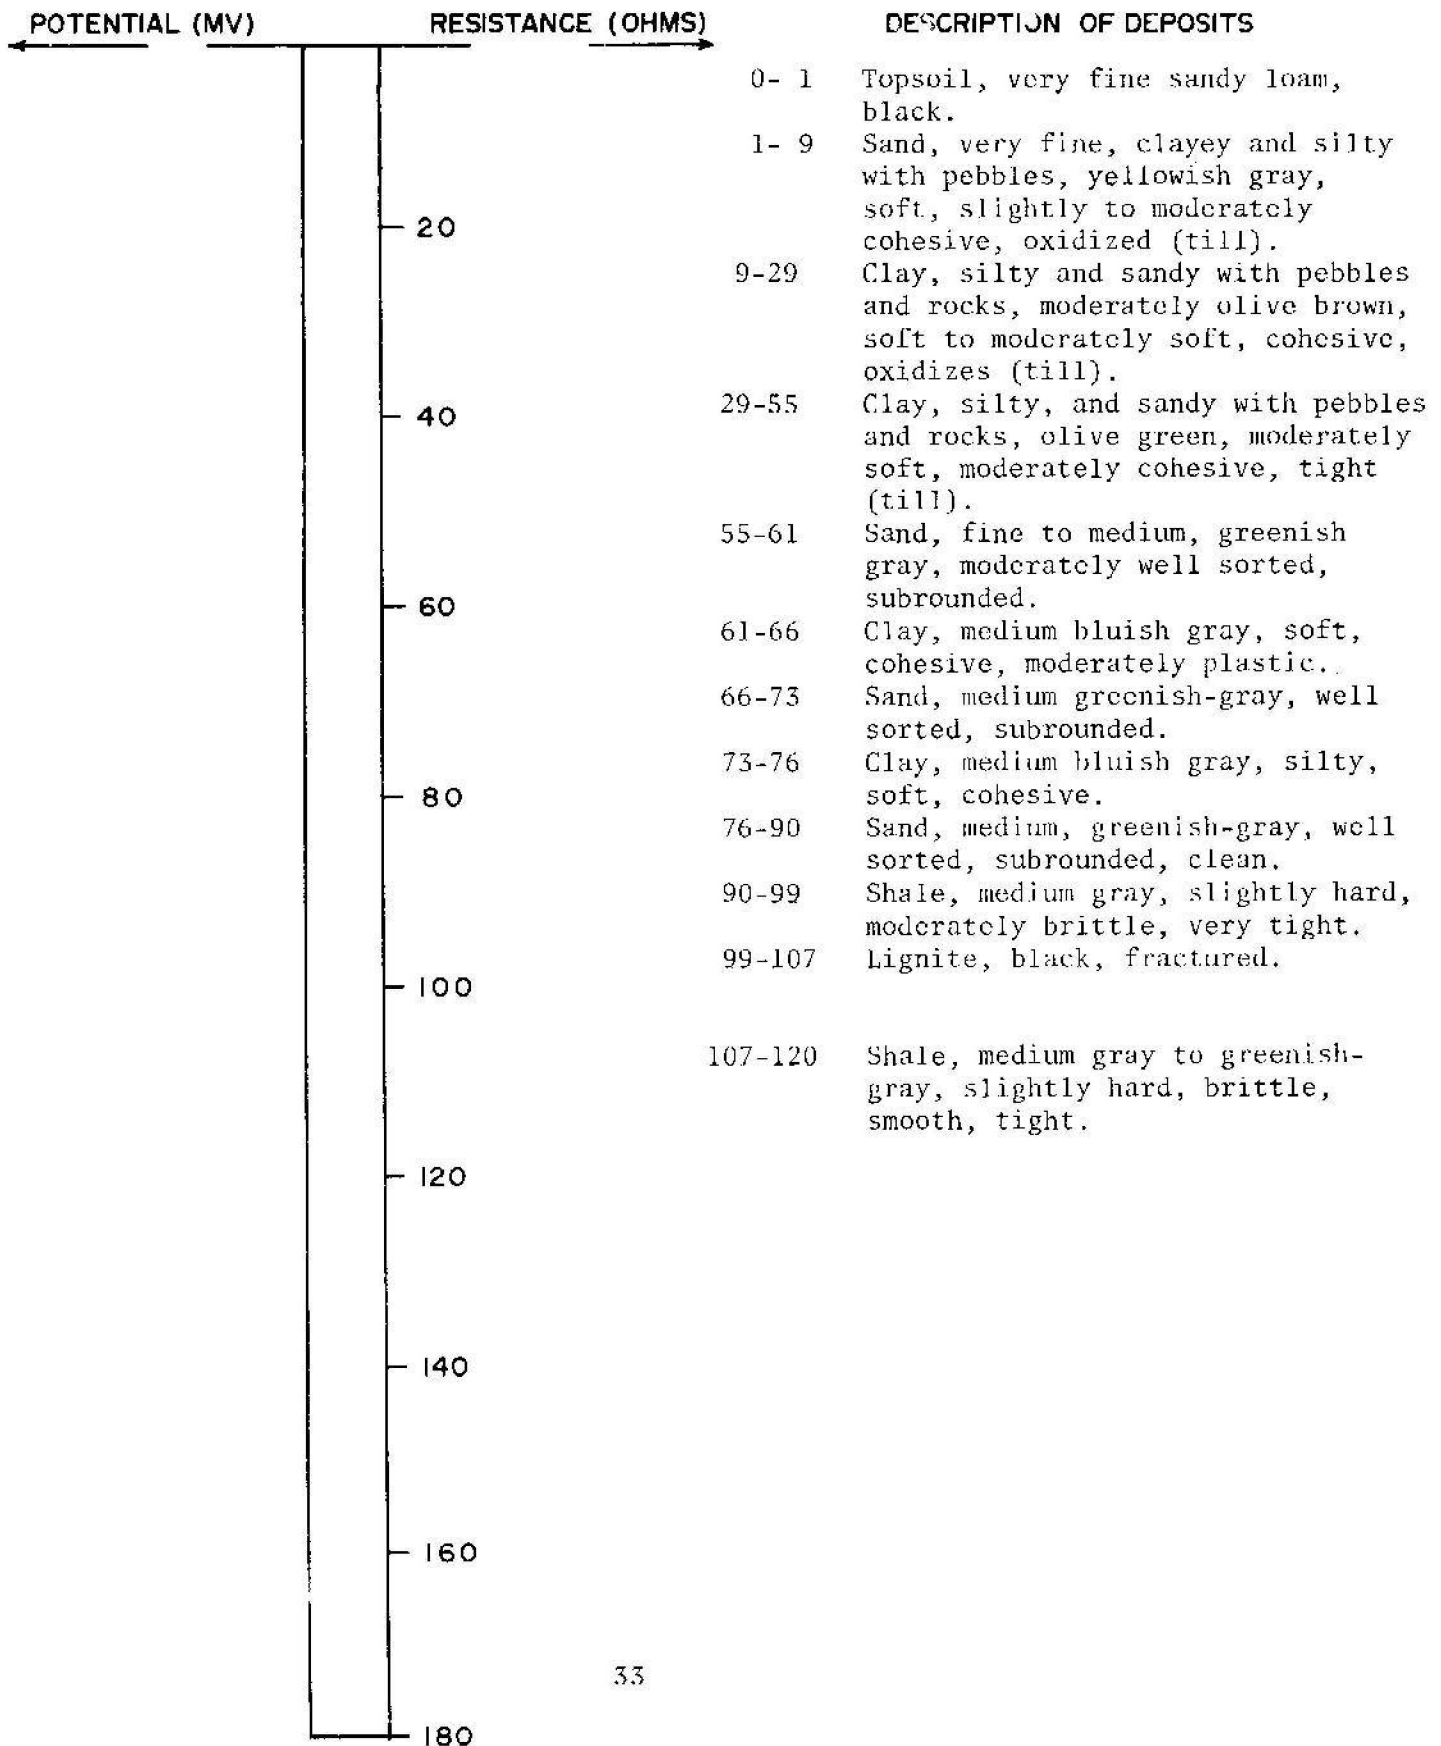 POTENTIAL (MV) RESISTANCE (OHMS) DESCRIPTION OF DEPOSITS
0- 1 Topsoil, very fine sandy loam,
black.
1- 9 Sand, very fine, clayey and silty
with pebbles, yellowish gray,
soft, slightly to moderately
cohesive, oxidized (till).
20
9-29 Clay, silty and sandy with pebbles
and rocks, moderately olive brown,
soft to moderately soft, cohesive,
oxidizes (till).
29-55 Clay, silty, and sandy with pebbles
40
and rocks, olive green, moderately
soft, moderately cohesive, tight
(till).
55-61 Sand, fine to medium, greenish
gray, moderately well sorted,
subrounded.
60
61-66 Clay, medium bluish gray, soft,
cohesive, moderately plastic.
66-73 Sand, medium greenish-gray, well
sorted, subrounded.
73-76 Clay, medium bluish gray, silty,
soft, cohesive.
80
76-90 Sand, medium, greenish-gray, well
sorted, subrounded, clean.
90-99 Shale, medium gray, slightly hard,
moderately brittle, very tight.
99-107 Lignite, black, fractured.
100
107-120 Shale, medium gray to greenish-
gray, slightly hard, brittle,
smooth, tight.
120
140
160
33
180